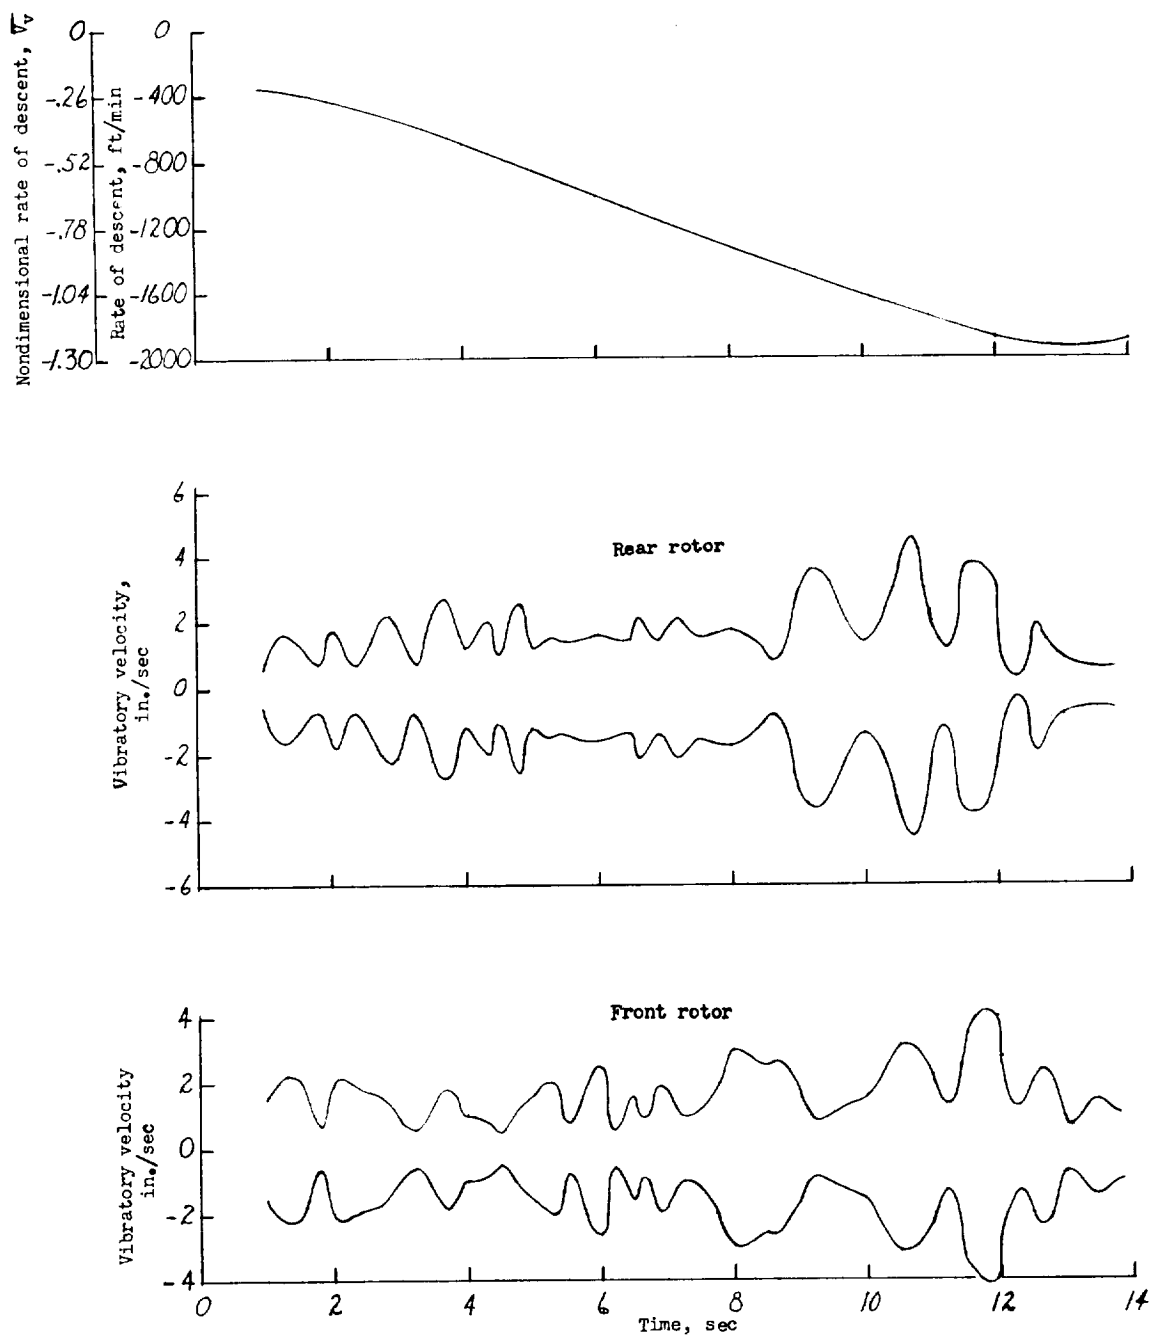 Nondimensional rate of descent, V̅ᵥ
0
-.26
-.52
-.78
-1.04
-1.30
Rate of descent, ft/min
0
-400
-800
-1200
-1600
-2000
Rear rotor
Vibratory velocity,
in./sec
6
4
2
0
-2
-4
-6
Front rotor
Vibratory velocity
in./sec
4
2
0
-2
-4
0 2 4 6 8 10 12 14
Time, sec